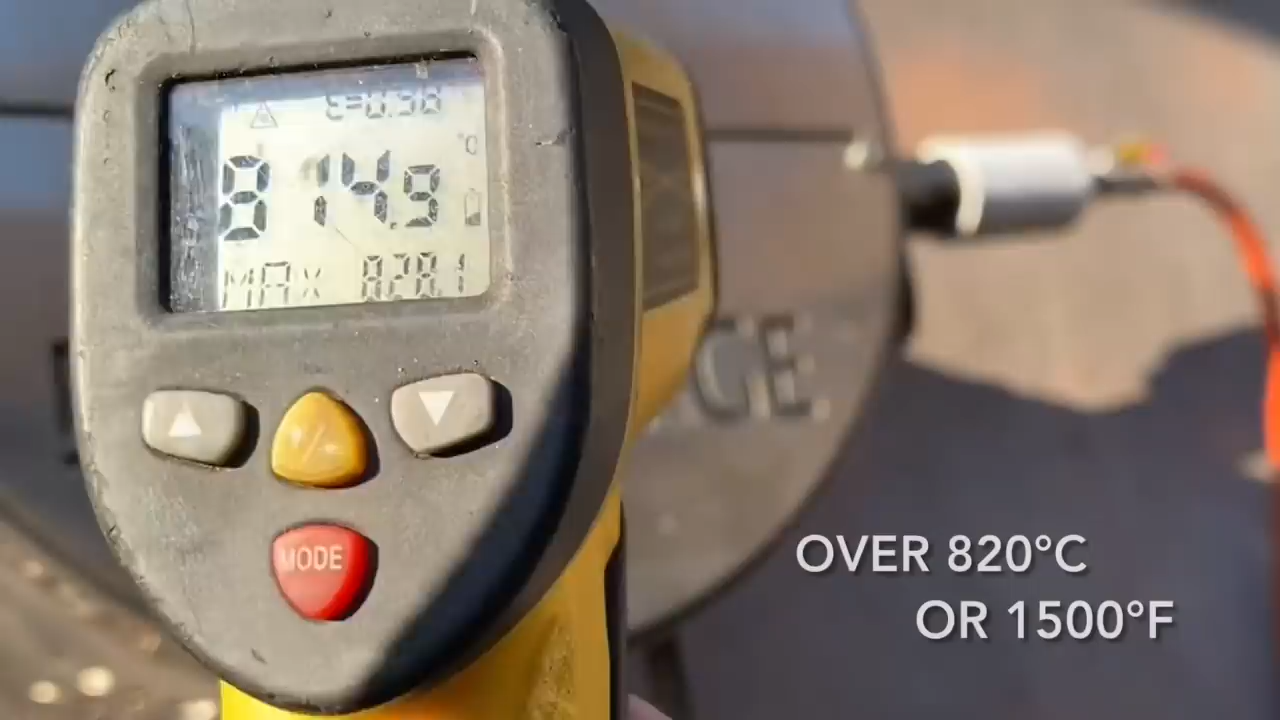 ε=0.98
°C
814.9
MAX 828.1
MODE
GE
OVER 820°C
OR 1500°F